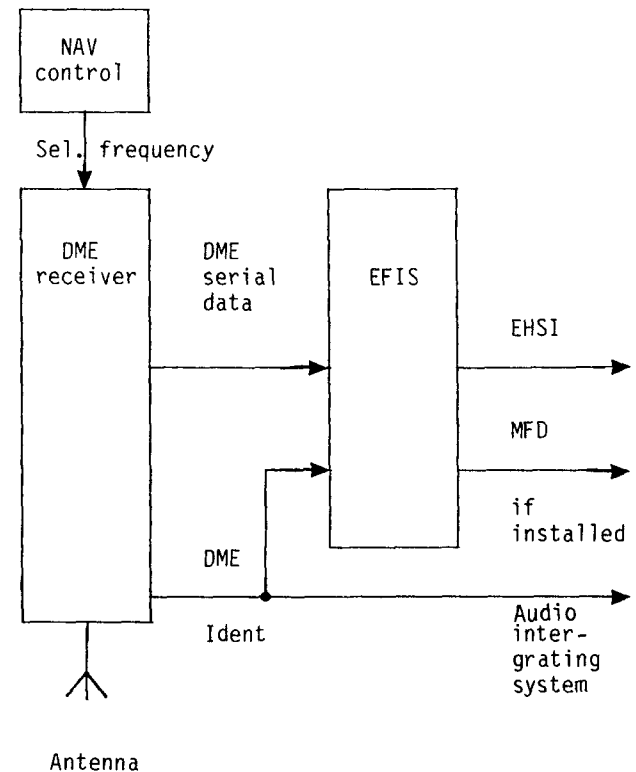 NAV
control
Sel. frequency
DME
receiver
DME
serial
data
EFIS
EHSI
MFD
if
installed
DME
Ident
Audio
inter-
grating
system
Antenna